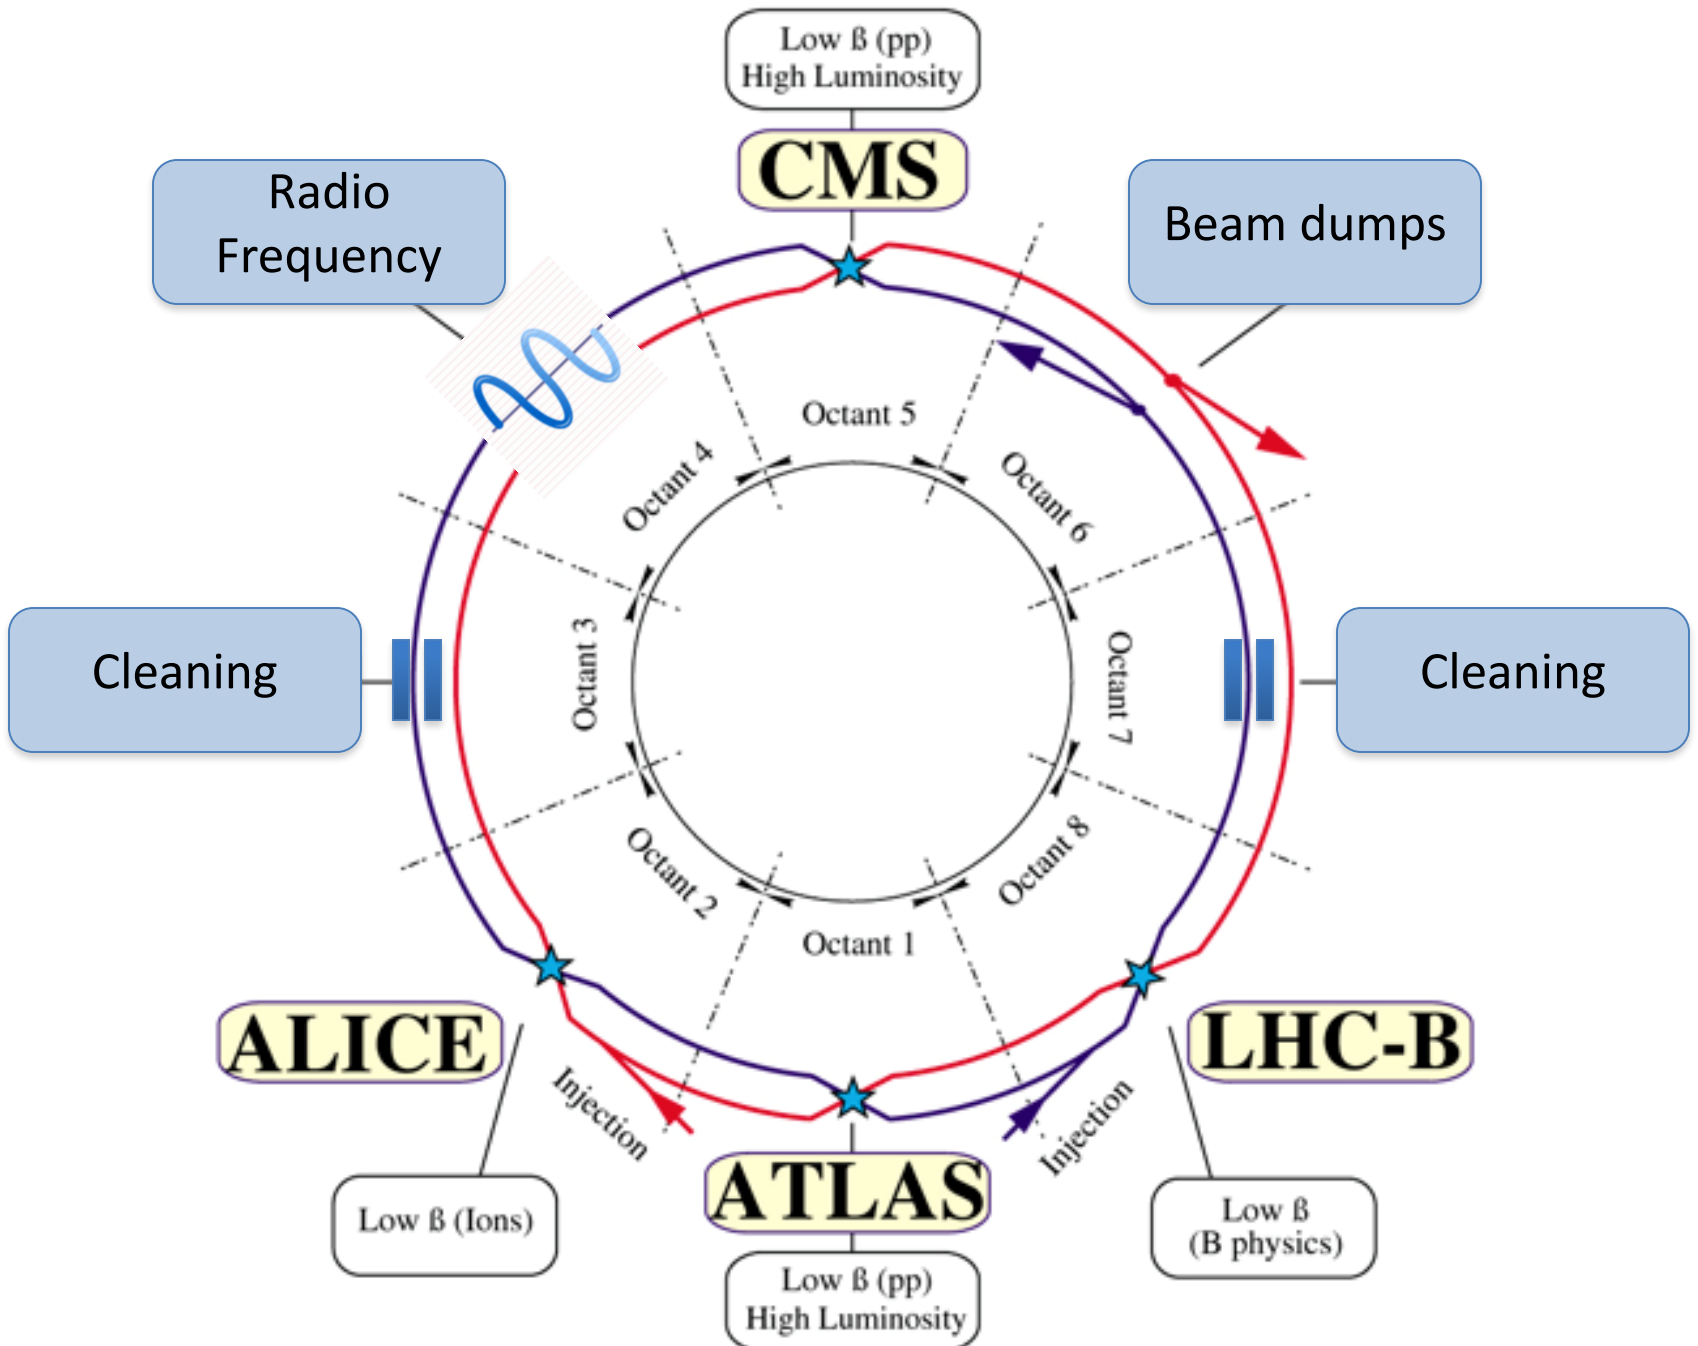 Low ß (pp)
High Luminosity
CMS
Radio
Frequency
Beam dumps
Octant 5
Octant 4
Octant 6
Cleaning
Octant 3
Octant 7
Cleaning
Octant 2
Octant 8
Octant 1
ALICE
LHC-B
Injection
Injection
ATLAS
Low ß (Ions)
Low ß
(B physics)
Low ß (pp)
High Luminosity